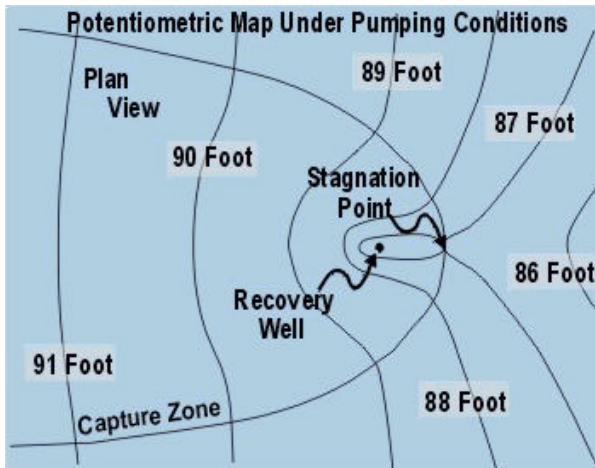 Potentiometric Map Under Pumping Conditions
Plan
View
89 Foot
87 Foot
90 Foot
Stagnation
Point
86 Foot
Recovery
Well
91 Foot
88 Foot
Capture Zone